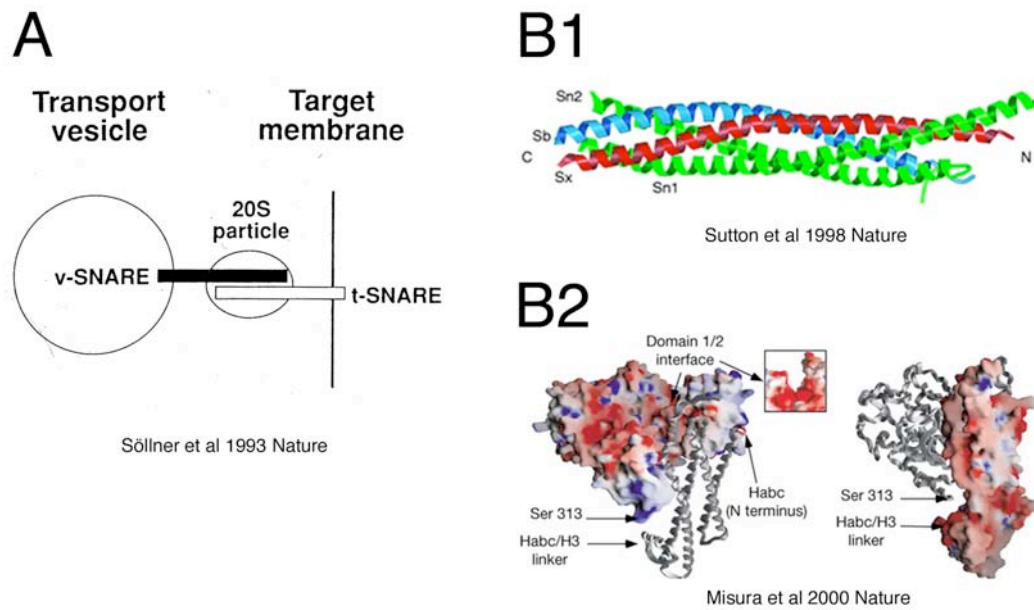 A
Transport
vesicle
Target
membrane
20S
particle
v-SNARE
t-SNARE
Söllner et al 1993 Nature
B1
Sn2
Sb
C
Sx
Sn1
N
Sutton et al 1998 Nature
B2
Domain 1/2
interface
Ser 313
Habc/H3
linker
Habc
(N terminus)
Ser 313
Habc/H3
linker
Misura et al 2000 Nature